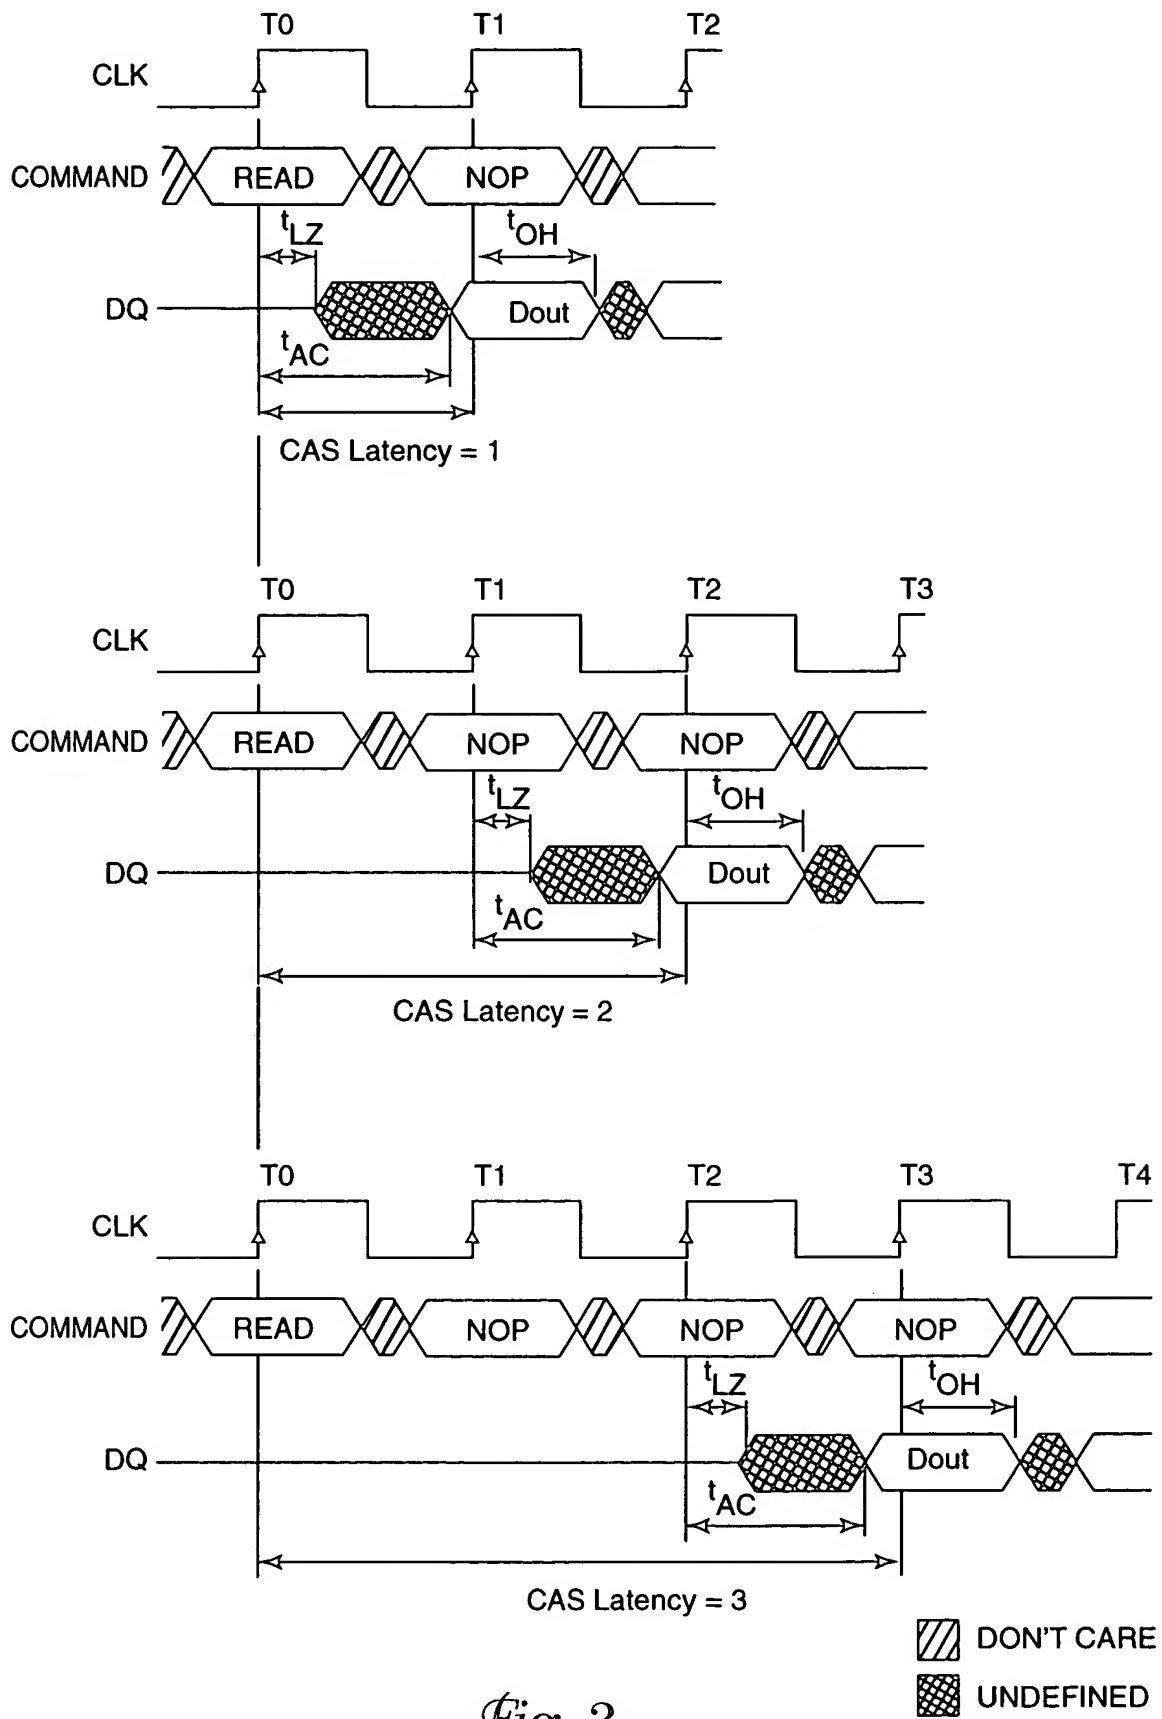 T0 T1 T2
CLK
COMMAND READ NOP
tLZ tOH
DQ Dout
tAC
CAS Latency = 1
T0 T1 T2 T3
CLK
COMMAND READ NOP NOP
tLZ tOH
DQ Dout
tAC
CAS Latency = 2
T0 T1 T2 T3 T4
CLK
COMMAND READ NOP NOP NOP
tLZ tOH
DQ Dout
tAC
CAS Latency = 3
DON'T CARE
UNDEFINED